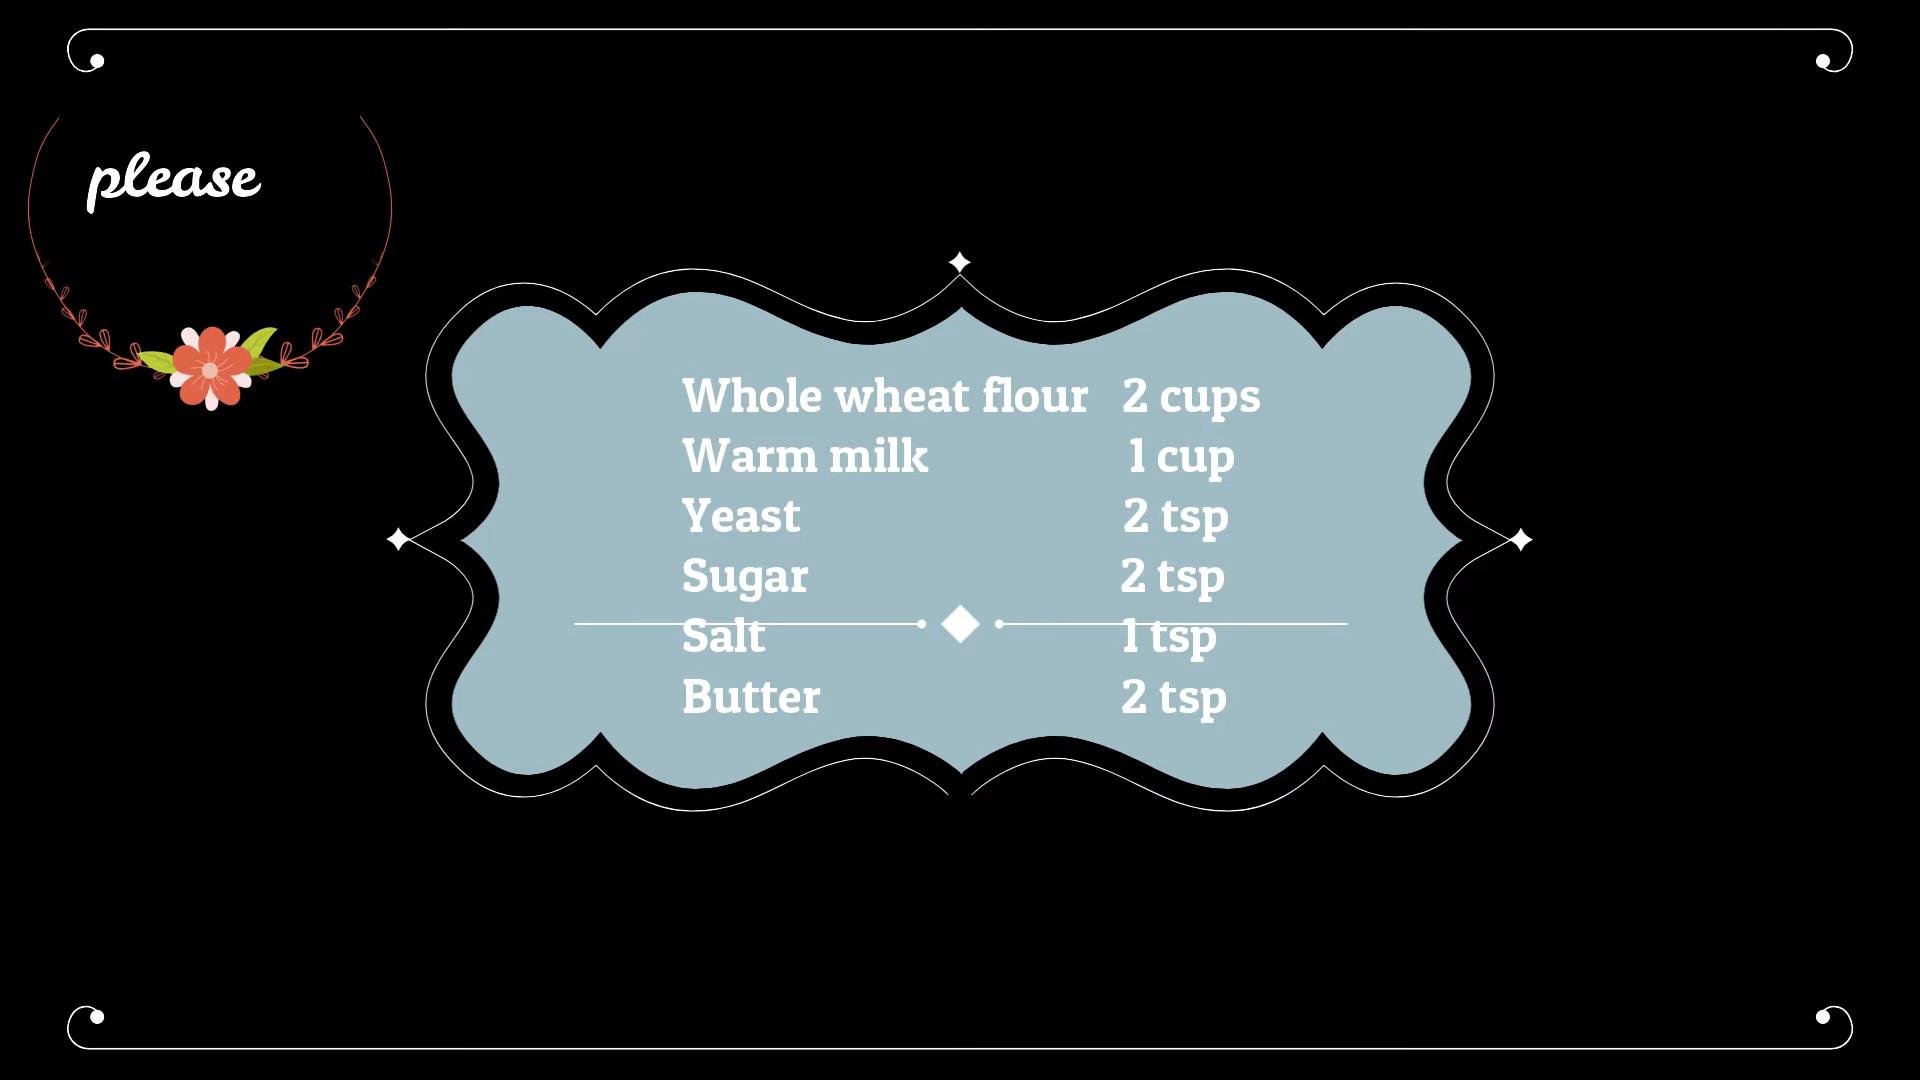 please
Whole wheat flour 2 cups
Warm milk 1 cup
Yeast 2 tsp
Sugar 2 tsp
Salt 1 tsp
Butter 2 tsp